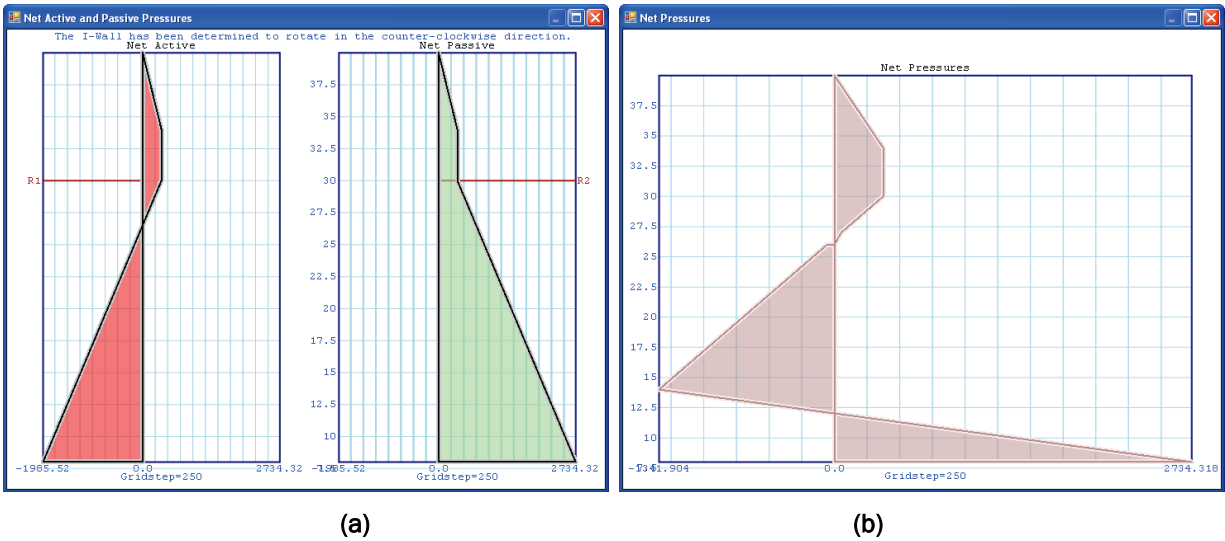 Net Active and Passive Pressures
The I-Wall has been determined to rotate in the counter-clockwise direction.
Net Active
Net Passive
37.5
35
32.5
R1
30
R2
27.5
25
22.5
20
17.5
15
12.5
10
-1985.52
0.0
2734.32
0.0
2734.32
Gridstep=250
(a)
Net Pressures
Net Pressures
37.5
35
32.5
30
27.5
25
22.5
20
17.5
15
12.5
10
0.0
2734.318
Gridstep=250
(b)